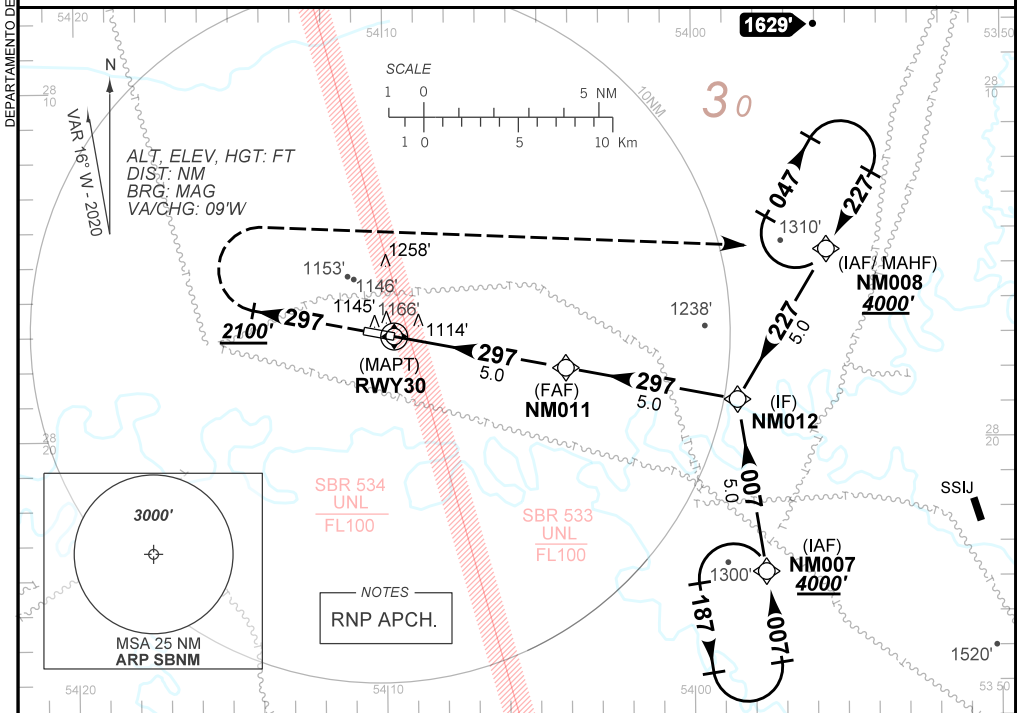 DEPARTAMENTO DE
54 20
54 10
54 00
53 50
1629'
SCALE
1 0 5 NM
1 0 5 10 Km
10NM
3 0
N
28 10
28 10
VAR 16° W - 2020
ALT, ELEV, HGT: FT
DIST: NM
BRG: MAG
VA/CHG: 09'W
047
227
1310'
(IAF/ MAHF)
NM008
4000'
1258'
1153'
1146'
1145'
1166'
1114'
1238'
2100'
297
227
5.0
(MAPT)
RWY30
297
5.0
(FAF)
NM011
297
5.0
(IF)
NM012
28 20
28 20
007
5.0
SSIJ
3000'
MSA 25 NM
ARP SBNM
SBR 534
UNL
FL100
SBR 533
UNL
FL100
NOTES
RNP APCH.
(IAF)
NM007
4000'
1300'
187
007
1520'
54 20
54 10
54 00
53 50